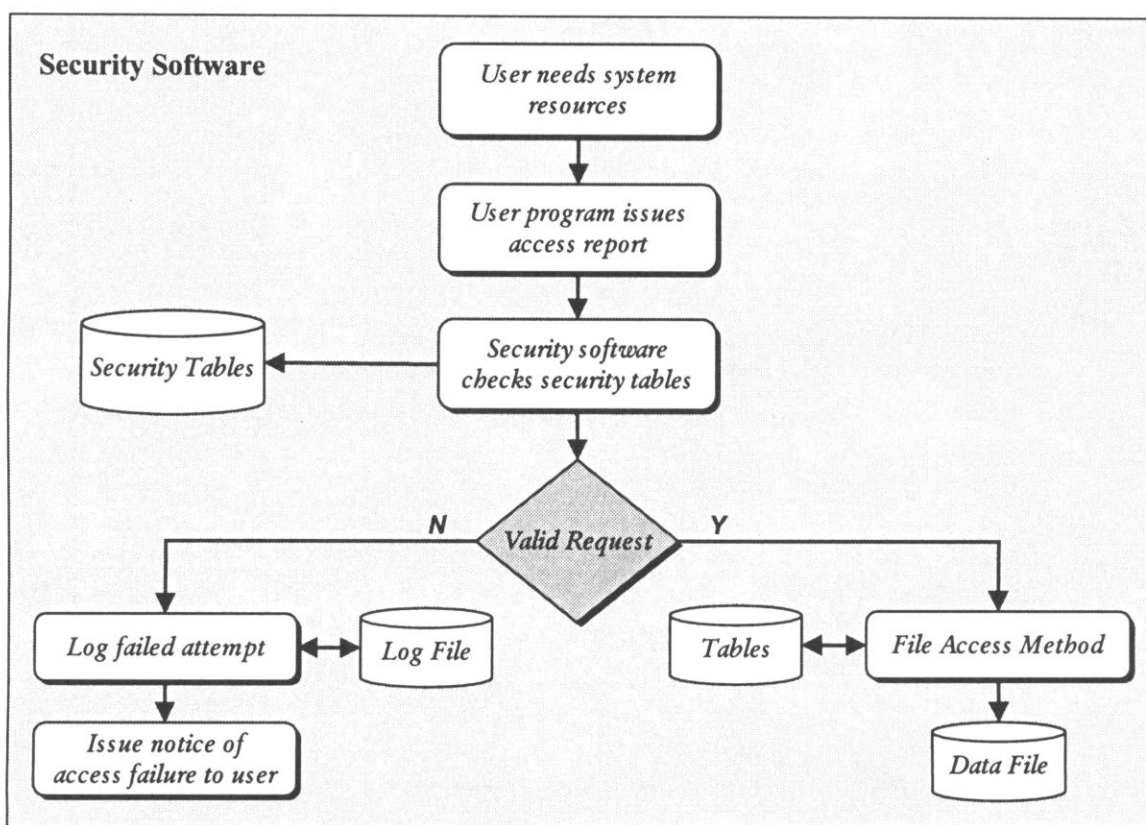 Security Software
User needs system
resources
User program issues
access report
Security Tables
Security software
checks security tables
N
Valid Request
Y
Log failed attempt
Log File
Tables
File Access Method
Issue notice of
access failure to user
Data File